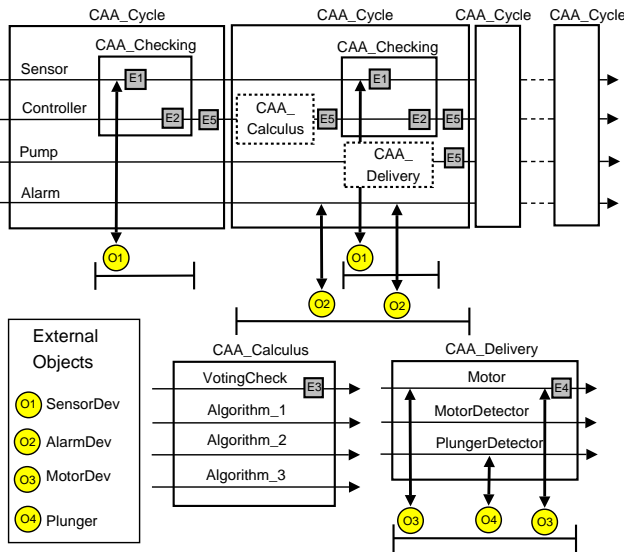 CAA_Cycle CAA_Cycle CAA_Cycle CAA_Cycle
CAA_Checking CAA_Checking
Sensor E1 E1
Controller E2 E5 CAA_ Calculus E5 E2 E5
Pump CAA_ Delivery E5
Alarm
O1 O1
O2 O2
External
Objects
O1 SensorDev
O2 AlarmDev
O3 MotorDev
O4 Plunger
CAA_Calculus
VotingCheck E3
Algorithm_1
Algorithm_2
Algorithm_3
CAA_Delivery
Motor E4
MotorDetector
PlungerDetector
O3 O4 O3